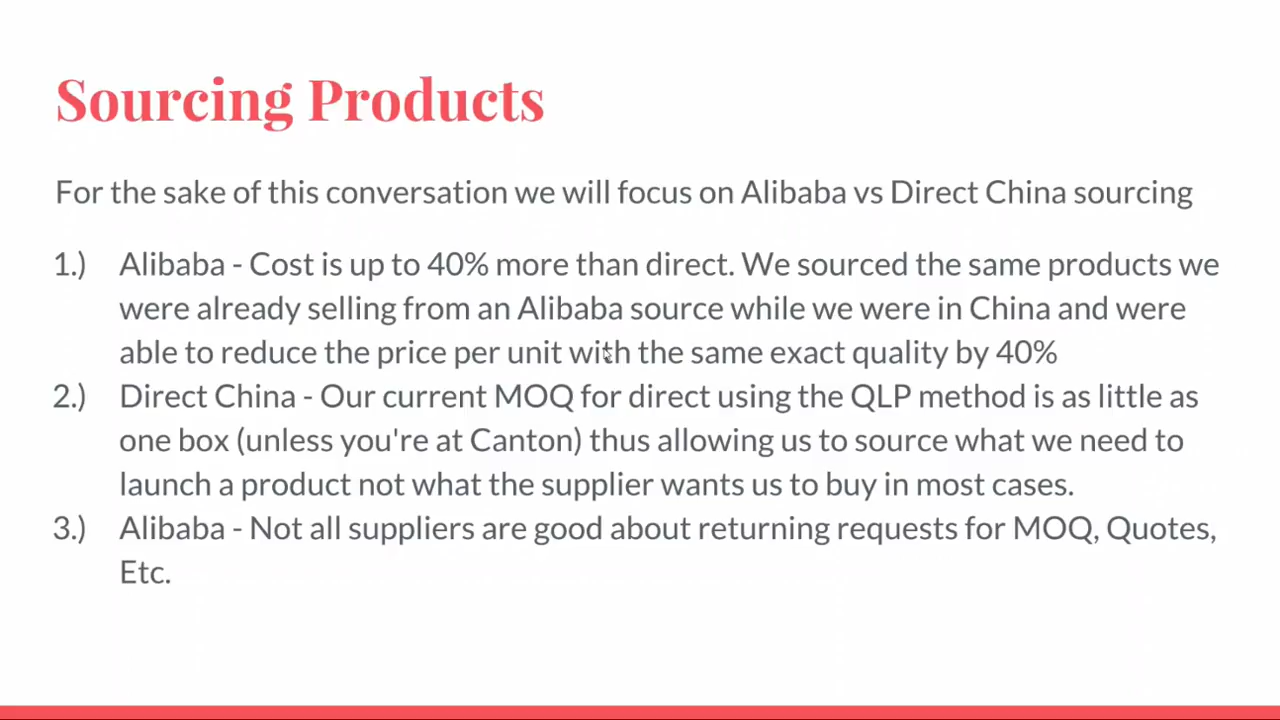 Sourcing Products
For the sake of this conversation we will focus on Alibaba vs Direct China sourcing
1.) Alibaba - Cost is up to 40% more than direct. We sourced the same products we
were already selling from an Alibaba source while we were in China and were
able to reduce the price per unit with the same exact quality by 40%
2.) Direct China - Our current MOQ for direct using the QLP method is as little as
one box (unless you're at Canton) thus allowing us to source what we need to
launch a product not what the supplier wants us to buy in most cases.
3.) Alibaba - Not all suppliers are good about returning requests for MOQ, Quotes,
Etc.